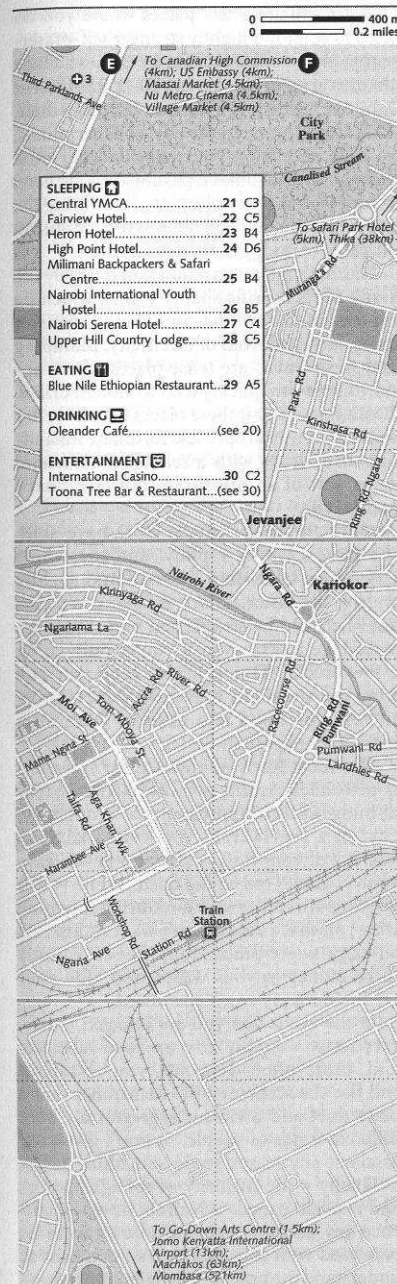 0 400 m
0 0.2 miles
E
F
To Canadian High Commission
(4km); US Embassy (4km);
Maasai Market (4.5km);
Nu Metro Cinema (4.5km);
Village Market (4.5km)
3
Third Parklands Ave
City
Park
Canalised Stream
SLEEPING
Central YMCA 21 C3
Fairview Hotel 22 C5
Heron Hotel 23 B4
High Point Hotel 24 D6
Milimani Backpackers & Safari
Centre 25 B4
Nairobi International Youth
Hostel 26 B5
Nairobi Serena Hotel 27 C4
Upper Hill Country Lodge 28 C5
EATING
Blue Nile Ethiopian Restaurant...29 A5
DRINKING
Oleander Café (see 20)
ENTERTAINMENT
International Casino 30 C2
Toona Tree Bar & Restaurant...(see 30)
To Safari Park Hotel
(5km); Thika (38km)
Muranga'a Rd
Park Rd
Kinshasa Rd
Ring Rd Ngara
Jevanjee
Nairobi River
Ngara Rd
Kariokor
Kirinyaga Rd
Ngariama La
Accra Rd
River Rd
Racecourse Rd
Ring Rd
Pumwani
Moi Ave
Tom Mboya St
Mama Ngina St
Pumwani Rd
Landhies Rd
Taifa Rd
Aga Khan Wk
Harambee Ave
Workshop Rd
Train
Station
Station Rd
Ngaria Ave
To Go-Down Arts Centre (1.5km);
Jomo Kenyatta International
Airport (13km);
Machakos (63km);
Mombasa (521km)